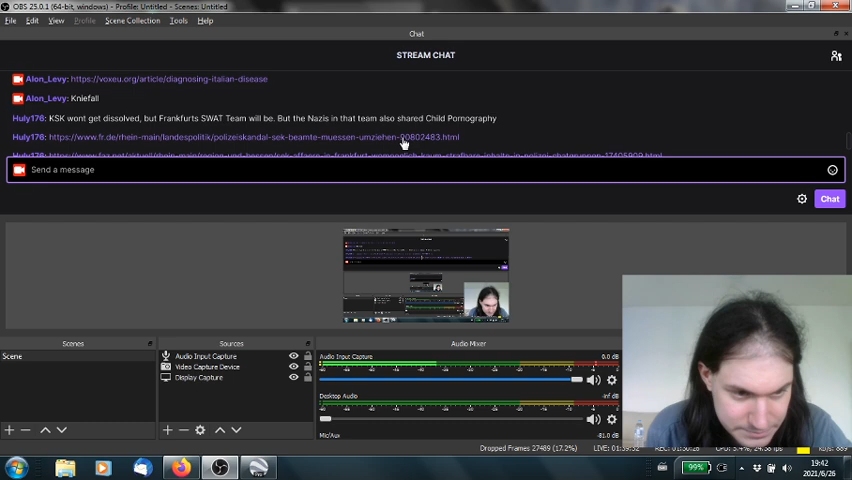 OBS 25.0.1 (64-bit, windows) - Profile: Untitled - Scenes: Untitled
File Edit View Profile Scene Collection Tools Help
Chat
STREAM CHAT
Alon_Levy: https://voxeu.org/article/diagnosing-italian-disease
Alon_Levy: Kniefall
Huly176: KSK wont get dissolved, but Frankfurts SWAT Team will be. But the Nazis in that team also shared Child Pornography
Huly176: https://www.fr.de/rhein-main/landespolitik/polizeiskandal-sek-beamte-muessen-umziehen-90802483.html
Send a message
Chat
Scenes Sources Audio Mixer
Scene
Audio Input Capture
Video Capture Device
Display Capture
Audio Input Capture 0.0 dB
Desktop Audio -inf dB
Mic/Aux -81.0 dB
Dropped Frames 27489 (17.2%)
99%
19:42
2021/6/26